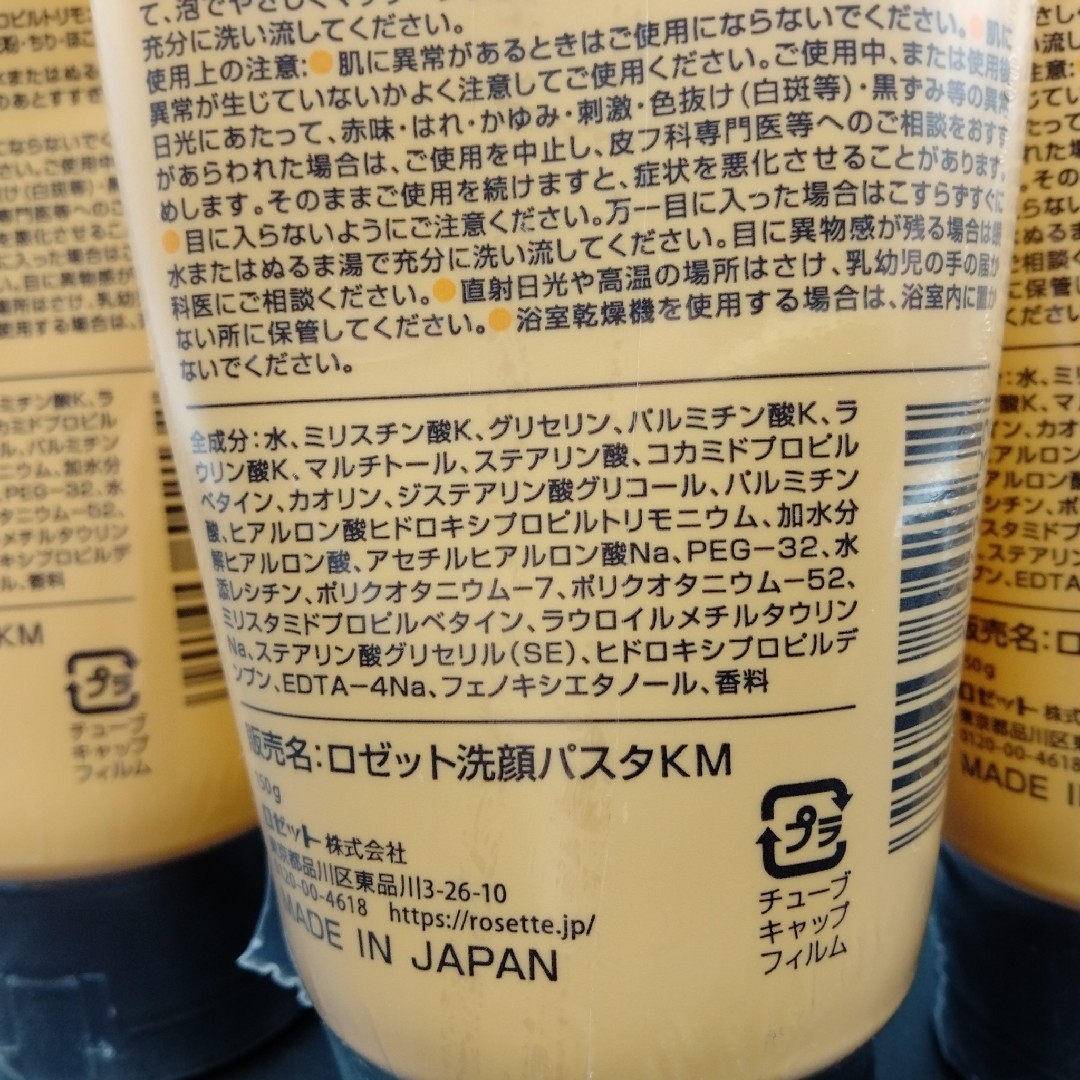 て、泡でやさしくマッサ
充分に洗い流してください。
使用上の注意:●肌に異常があるときはご使用にならないでください。●肌に
異常が生じていないかよく注意してご使用ください。ご使用中、または使用後
日光にあたって、赤味・はれ・かゆみ・刺激・色抜け(白斑等)・黒ずみ等の異常
があらわれた場合は、ご使用を中止し、皮フ科専門医等へのご相談をおすす
めします。そのままご使用を続けますと、症状を悪化させることがあります。
●目に入らないようにご注意ください。万一目に入った場合はこすらずすぐに
水またはぬるま湯で充分に洗い流してください。目に異物感が残る場合は眼
科医にご相談ください。●直射日光や高温の場所はさけ、乳幼児の手の届か
ない所に保管してください。●浴室乾燥機を使用する場合は、浴室内に置か
ないでください。
全成分:水、ミリスチン酸K、グリセリン、パルミチン酸K、ラ
ウリン酸K、マルチトール、ステアリン酸、コカミドプロピル
ベタイン、カオリン、ジステアリン酸グリコール、パルミチン
酸、ヒアルロン酸ヒドロキシプロピルトリモニウム、加水分
解ヒアルロン酸、アセチルヒアルロン酸Na、PEG-32、水
添レシチン、ポリクオタニウム-7、ポリクオタニウム-52、
ミリスタミドプロピルベタイン、ラウロイルメチルタウリン
Na、ステアリン酸グリセリル(SE)、ヒドロキシプロピルデ
ンプン、EDTA-4Na、フェノキシエタノール、香料
販売名:ロゼット洗顔パスタKM
150g
ロゼット株式会社
東京都品川区東品川3-26-10
0120-00-4618 https://rosette.jp/
MADE IN JAPAN
プラ
チューブ
キャップ
フィルム
KM
プラ
チューブ
キャップ
フィルム